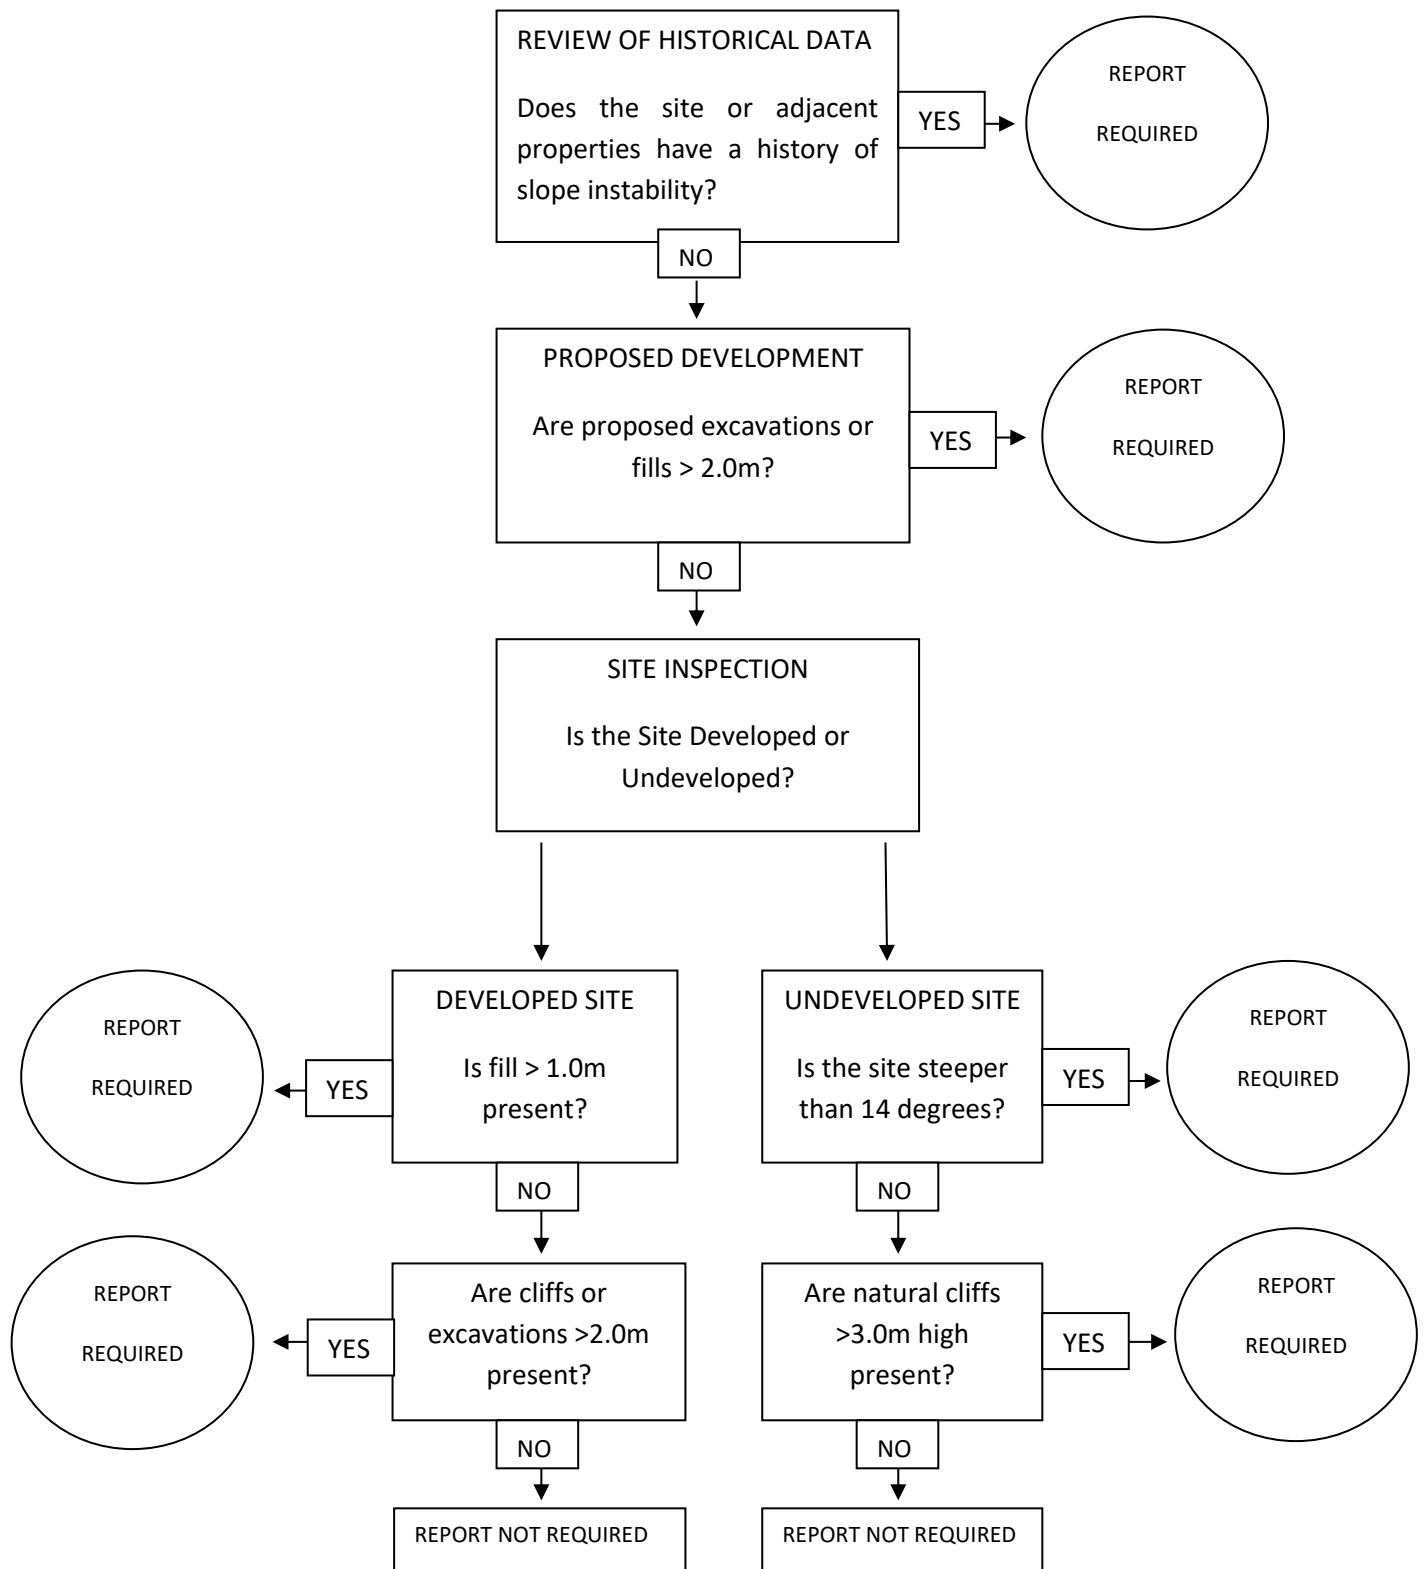 REVIEW OF HISTORICAL DATA
Does the site or adjacent
properties have a history of
slope instability?
YES
REPORT
REQUIRED
NO
PROPOSED DEVELOPMENT
Are proposed excavations or
fills > 2.0m?
YES
REPORT
REQUIRED
NO
SITE INSPECTION
Is the Site Developed or
Undeveloped?
DEVELOPED SITE
Is fill > 1.0m
present?
YES
REPORT
REQUIRED
NO
Are cliffs or
excavations >2.0m
present?
YES
REPORT
REQUIRED
NO
REPORT NOT REQUIRED
UNDEVELOPED SITE
Is the site steeper
than 14 degrees?
YES
REPORT
REQUIRED
NO
Are natural cliffs
>3.0m high
present?
YES
REPORT
REQUIRED
NO
REPORT NOT REQUIRED